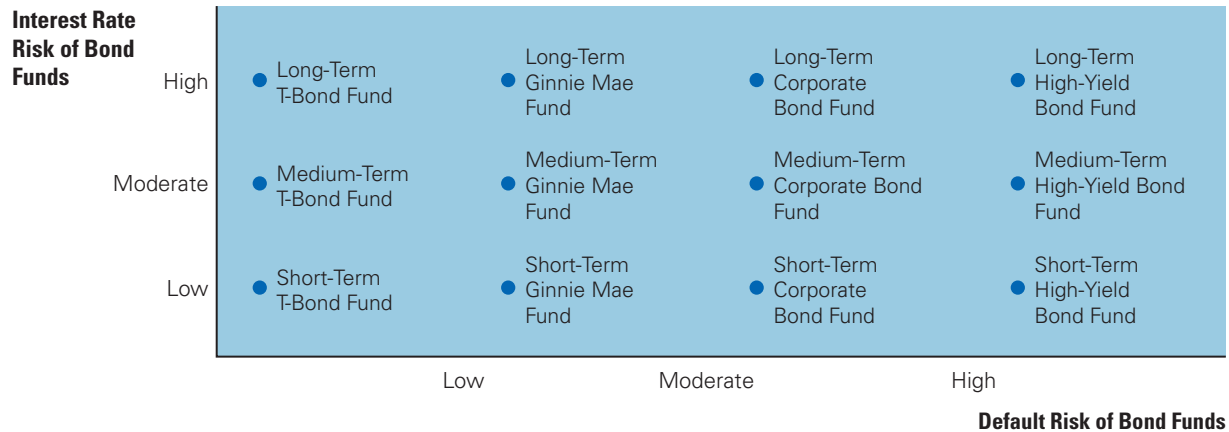 Interest Rate
Risk of Bond
Funds
High
Long-Term
T-Bond Fund
Long-Term
Ginnie Mae
Fund
Long-Term
Corporate
Bond Fund
Long-Term
High-Yield
Bond Fund
Moderate
Medium-Term
T-Bond Fund
Medium-Term
Ginnie Mae
Fund
Medium-Term
Corporate Bond
Fund
Medium-Term
High-Yield Bond
Fund
Low
Short-Term
T-Bond Fund
Short-Term
Ginnie Mae
Fund
Short-Term
Corporate
Bond Fund
Short-Term
High-Yield
Bond Fund
Low
Moderate
High
Default Risk of Bond Funds